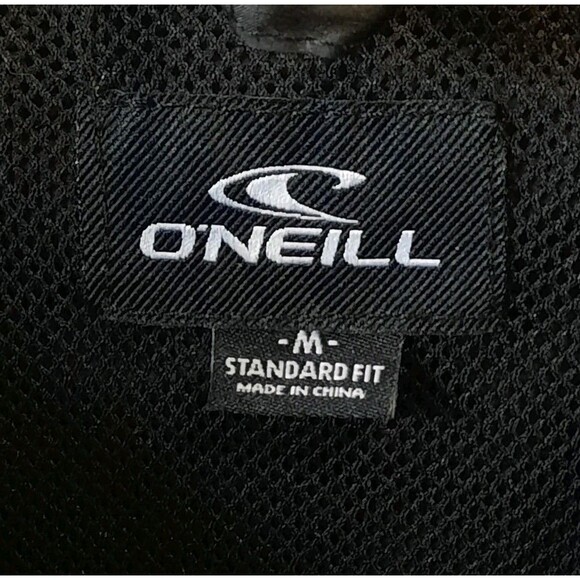 O'NEILL
-M-
STANDARD FIT
MADE IN CHINA